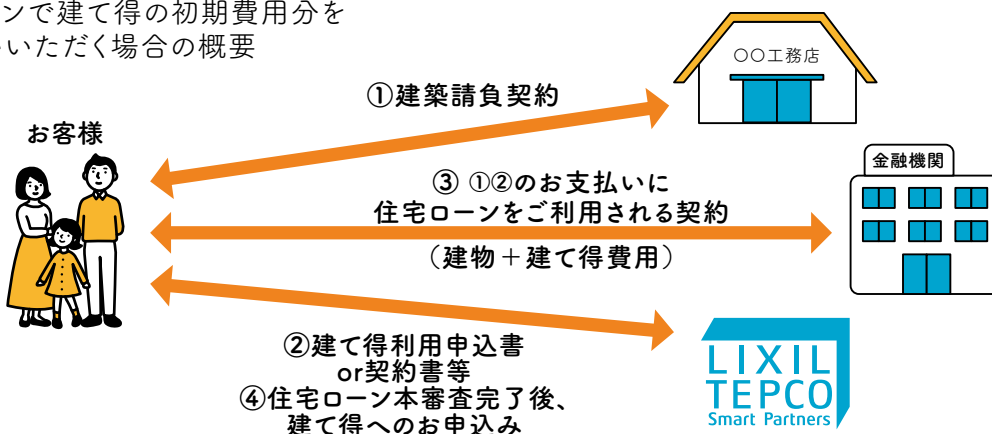 ンで建て得の初期費用分を
いただく場合の概要
〇〇工務店
①建築請負契約
お客様
金融機関
③ ①②のお支払いに
住宅ローンをご利用される契約
（建物＋建て得費用）
②建て得利用申込書
or契約書等
④住宅ローン本審査完了後、
建て得へのお申込み
LIXIL
TEPCO
Smart Partners